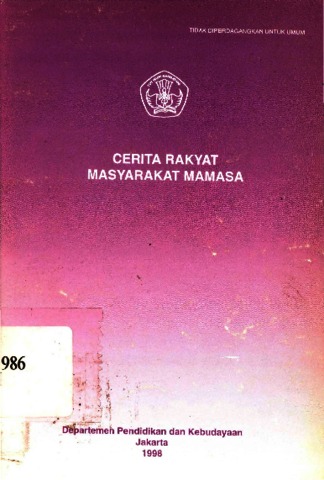 TIDAK DIPERDAGANGKAN UNTUK UMUM
CERITA RAKYAT
MASYARAKAT MAMASA
986
Departemen Pendidikan dan Kebudayaan
Jakarta
1998